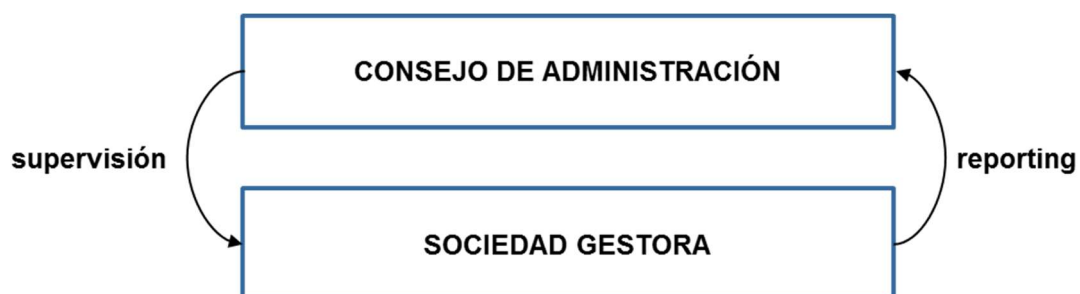 CONSEJO DE ADMINISTRACIÓN
supervisión
reporting
SOCIEDAD GESTORA